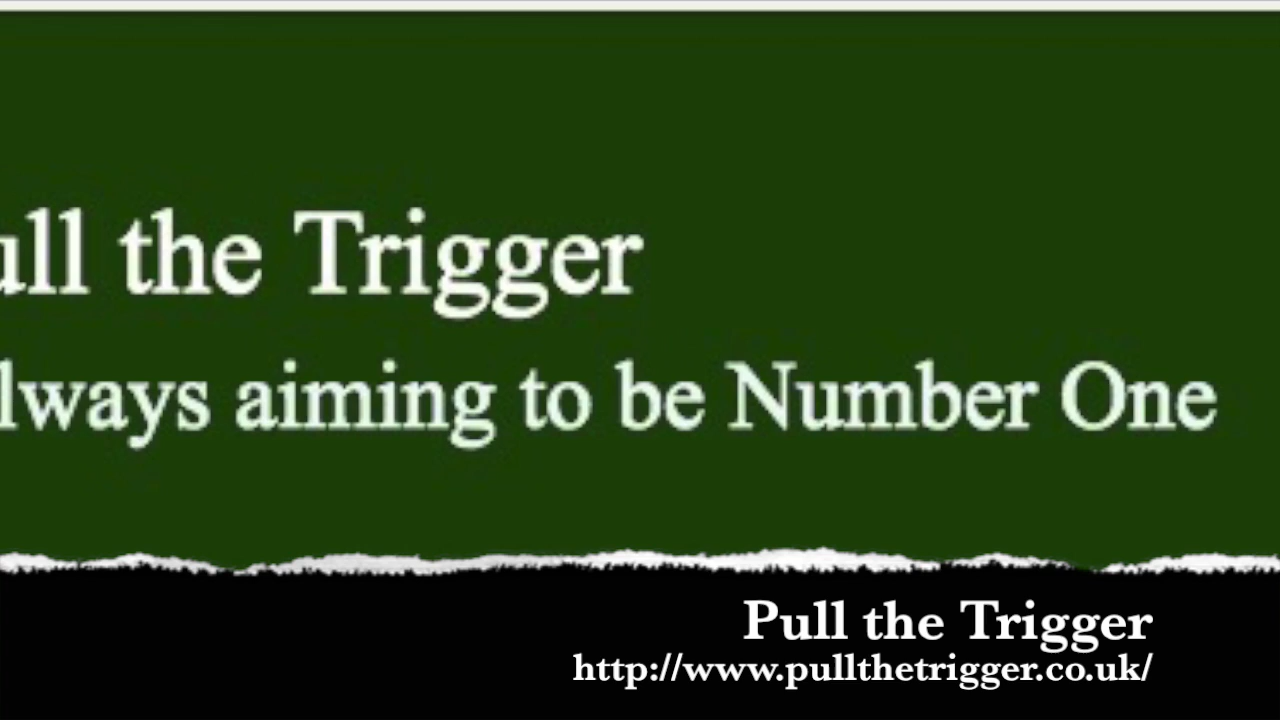 ull the Trigger
lways aiming to be Number One
Pull the Trigger
http://www.pullthetrigger.co.uk/